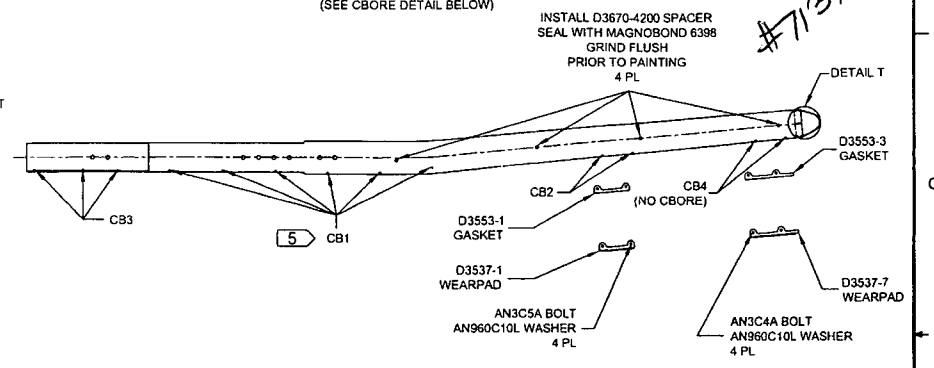 (SEE CBORE DETAIL BELOW)
INSTALL D3670-4200 SPACER
SEAL WITH MAGNOBOND 6398
GRIND FLUSH
PRIOR TO PAINTING
4 PL
DETAIL T
D3553-3
GASKET
CB2
CB4
(NO CBORE)
CB3
5
CB1
D3553-1
GASKET
D3537-1
WEARPAD
D3537-7
WEARPAD
AN3C5A BOLT
AN960C10L WASHER
4 PL
AN3C4A BOLT
AN960C10L WASHER
4 PL